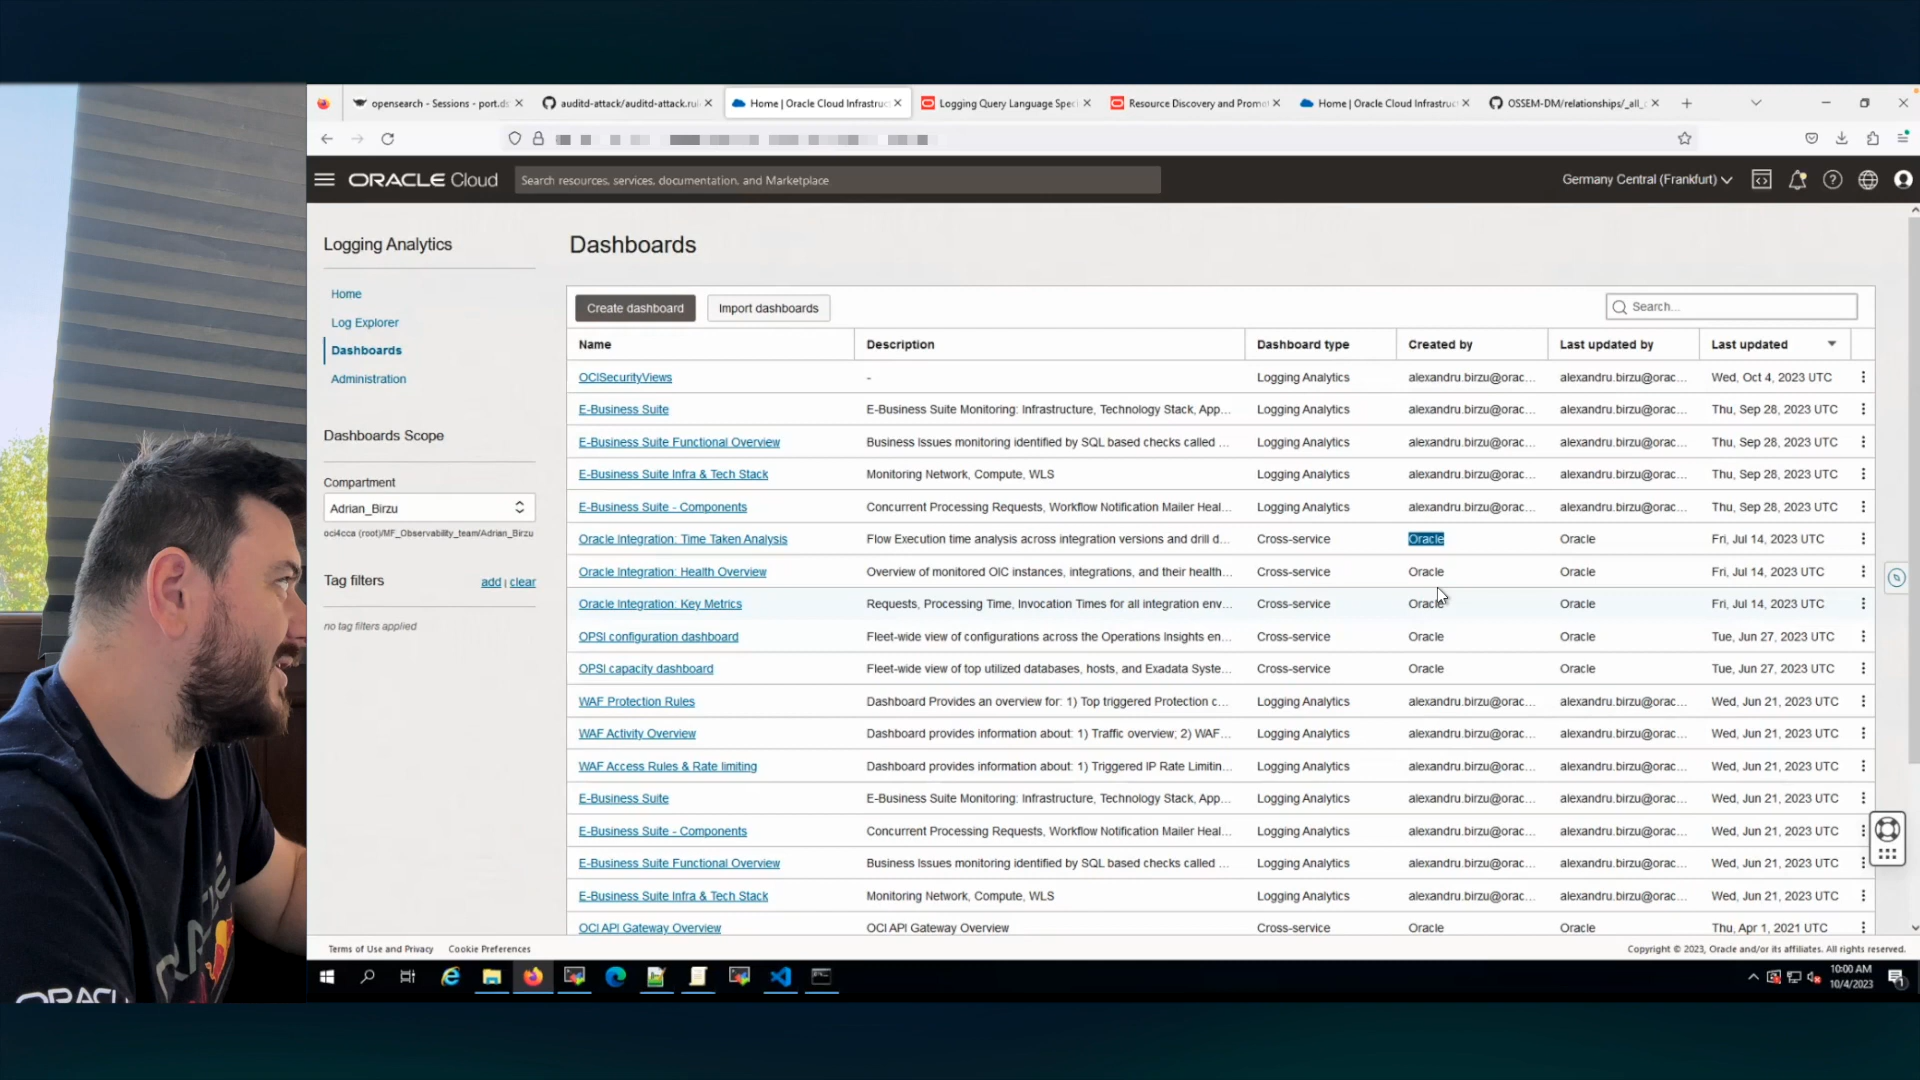 opensearch - Sessions - port.ds
auditd-attack/auditd-attack.rul
Home | Oracle Cloud Infrastruc
Logging Query Language Speci
Resource Discovery and Promot
Home | Oracle Cloud Infrastruct
OSSEM-DM/relationships/_all_
ORACLE Cloud
Search resources, services, documentation, and Marketplace
Germany Central (Frankfurt)
Logging Analytics
Home
Log Explorer
Dashboards
Administration
Dashboards Scope
Compartment
Adrian_Birzu
oci4cca (root)/MF_Observability_team/Adrian_Birzu
Tag filters
add | clear
no tag filters applied
Dashboards
Create dashboard
Import dashboards
Search...
Name Description Dashboard type Created by Last updated by Last updated
OCISecurityViews - Logging Analytics alexandru.birzu@orac... alexandru.birzu@orac... Wed, Oct 4, 2023 UTC
E-Business Suite E-Business Suite Monitoring: Infrastructure, Technology Stack, App... Logging Analytics alexandru.birzu@orac... alexandru.birzu@orac... Thu, Sep 28, 2023 UTC
E-Business Suite Functional Overview Business Issues monitoring identified by SQL based checks called ... Logging Analytics alexandru.birzu@orac... alexandru.birzu@orac... Thu, Sep 28, 2023 UTC
E-Business Suite Infra & Tech Stack Monitoring Network, Compute, WLS Logging Analytics alexandru.birzu@orac... alexandru.birzu@orac... Thu, Sep 28, 2023 UTC
E-Business Suite - Components Concurrent Processing Requests, Workflow Notification Mailer Heal... Logging Analytics alexandru.birzu@orac... alexandru.birzu@orac... Thu, Sep 28, 2023 UTC
Oracle Integration: Time Taken Analysis Flow Execution time analysis across integration versions and drill d... Cross-service Oracle Oracle Fri, Jul 14, 2023 UTC
Oracle Integration: Health Overview Overview of monitored OIC instances, integrations, and their health... Cross-service Oracle Oracle Fri, Jul 14, 2023 UTC
Oracle Integration: Key Metrics Requests, Processing Time, Invocation Times for all integration env... Cross-service Oracle Oracle Fri, Jul 14, 2023 UTC
OPSI configuration dashboard Fleet-wide view of configurations across the Operations Insights en... Cross-service Oracle Oracle Tue, Jun 27, 2023 UTC
OPSI capacity dashboard Fleet-wide view of top utilized databases, hosts, and Exadata Syste... Cross-service Oracle Oracle Tue, Jun 27, 2023 UTC
WAF Protection Rules Dashboard Provides an overview for: 1) Top triggered Protection c... Logging Analytics alexandru.birzu@orac... alexandru.birzu@orac... Wed, Jun 21, 2023 UTC
WAF Activity Overview Dashboard provides information about: 1) Traffic overview; 2) WAF... Logging Analytics alexandru.birzu@orac... alexandru.birzu@orac... Wed, Jun 21, 2023 UTC
WAF Access Rules & Rate limiting Dashboard provides information about: 1) Triggered IP Rate Limitin... Logging Analytics alexandru.birzu@orac... alexandru.birzu@orac... Wed, Jun 21, 2023 UTC
E-Business Suite E-Business Suite Monitoring: Infrastructure, Technology Stack, App... Logging Analytics alexandru.birzu@orac... alexandru.birzu@orac... Wed, Jun 21, 2023 UTC
E-Business Suite - Components Concurrent Processing Requests, Workflow Notification Mailer Heal... Logging Analytics alexandru.birzu@orac... alexandru.birzu@orac... Wed, Jun 21, 2023 UTC
E-Business Suite Functional Overview Business Issues monitoring identified by SQL based checks called ... Logging Analytics alexandru.birzu@orac... alexandru.birzu@orac... Wed, Jun 21, 2023 UTC
E-Business Suite Infra & Tech Stack Monitoring Network, Compute, WLS Logging Analytics alexandru.birzu@orac... alexandru.birzu@orac... Wed, Jun 21, 2023 UTC
OCI API Gateway Overview OCI API Gateway Overview Cross-service Oracle Oracle Thu, Apr 1, 2021 UTC
Terms of Use and Privacy Cookie Preferences
Copyright © 2023, Oracle and/or its affiliates. All rights reserved.
10:00 AM
10/4/2023